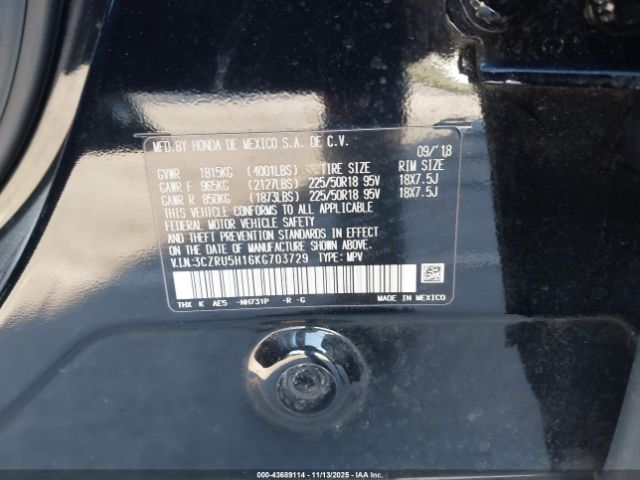 MFD.BY HONDA DE MEXICO S.A. DE C.V. 09/'18
GVWR 1815KG (4001LBS) TIRE SIZE RIM SIZE
GAWR F 965KG (2127LBS) 225/50R18 95V 18X7.5J
GAWR R 850KG (1873LBS) 225/50R18 95V 18X7.5J
THIS VEHICLE CONFORMS TO ALL APPLICABLE
FEDERAL MOTOR VEHICLE SAFETY
AND THEFT PREVENTION STANDARDS IN EFFECT
ON THE DATE OF MANUFACTURE SHOWN ABOVE.
V.I.N.:3CZRU5H16KG703729 TYPE: MPV
THX K AE5 -NH731P -R -G MADE IN MEXICO
000-43689114 - 11/13/2025 - IAAI.COM